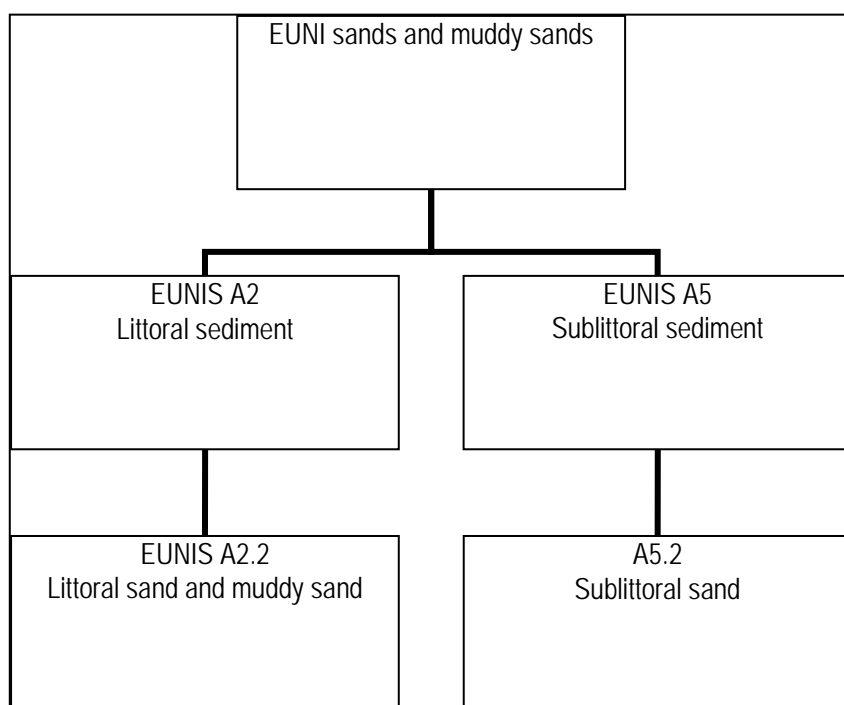 EUNI sands and muddy sands
EUNIS A2
Littoral sediment
EUNIS A5
Sublittoral sediment
EUNIS A2.2
Littoral sand and muddy sand
A5.2
Sublittoral sand